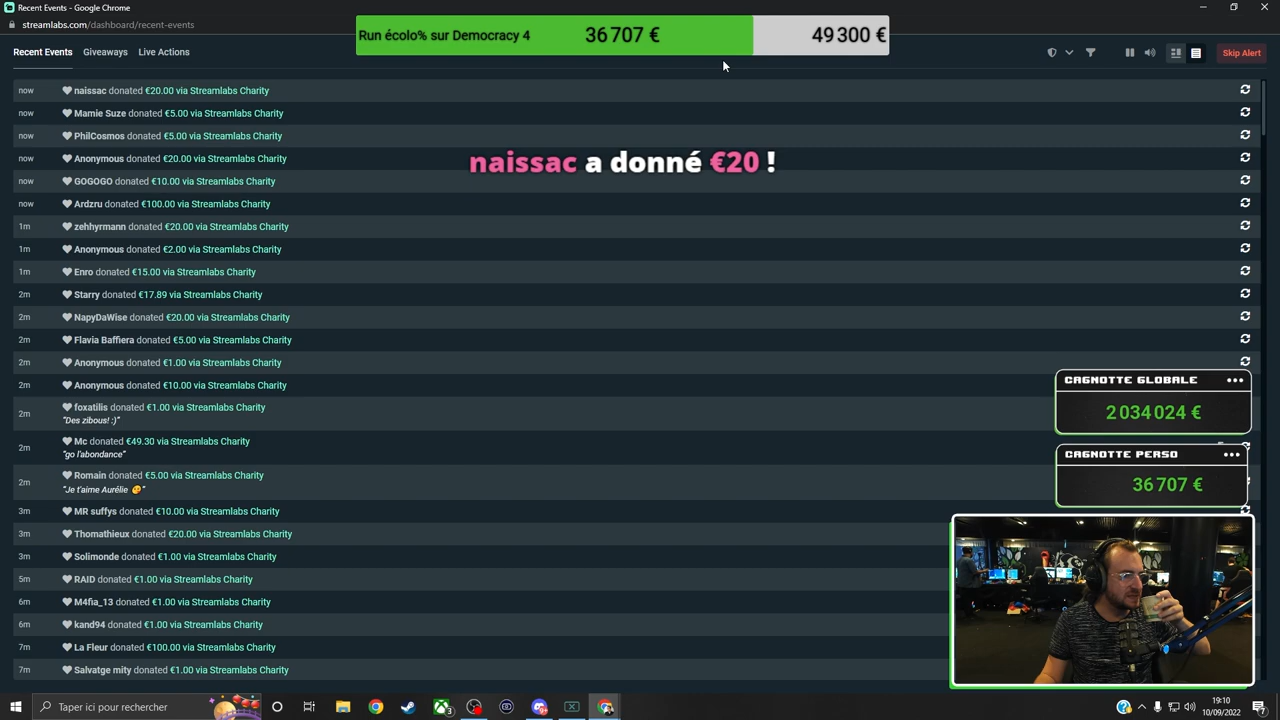 Recent Events - Google Chrome
streamlabs.com/dashboard/recent-events
Run écolo% sur Democracy 4 36 707 € 49 300 €
Recent Events Giveaways Live Actions
Skip Alert
now naissac donated €20.00 via Streamlabs Charity
now Mamie Suze donated €5.00 via Streamlabs Charity
now PhilCosmos donated €5.00 via Streamlabs Charity
now Anonymous donated €20.00 via Streamlabs Charity
naissac a donné €20 !
now GOGOGO donated €10.00 via Streamlabs Charity
now Ardzru donated €100.00 via Streamlabs Charity
1m zehhyrmann donated €20.00 via Streamlabs Charity
1m Anonymous donated €2.00 via Streamlabs Charity
1m Enro donated €15.00 via Streamlabs Charity
2m Starry donated €17.89 via Streamlabs Charity
2m NapyDaWise donated €20.00 via Streamlabs Charity
2m Flavia Baffiera donated €5.00 via Streamlabs Charity
2m Anonymous donated €1.00 via Streamlabs Charity
2m Anonymous donated €10.00 via Streamlabs Charity
2m foxatilis donated €1.00 via Streamlabs Charity
"Des zibous! :)"
2m Mc donated €49.30 via Streamlabs Charity
"go l'abondance"
2m Romain donated €5.00 via Streamlabs Charity
"Je t'aime Aurélie 😘"
3m MR suffys donated €10.00 via Streamlabs Charity
3m Thomathieux donated €20.00 via Streamlabs Charity
3m Solimonde donated €1.00 via Streamlabs Charity
5m RAID donated €1.00 via Streamlabs Charity
6m M4fia_13 donated €1.00 via Streamlabs Charity
6m kand94 donated €1.00 via Streamlabs Charity
7m La Fleur donated €100.00 via Streamlabs Charity
7m Salvatge mity donated €1.00 via Streamlabs Charity
CAGNOTTE GLOBALE
2 034 024 €
CAGNOTTE PERSO
36 707 €
Taper ici pour rechercher
3
19:10
10/09/2022